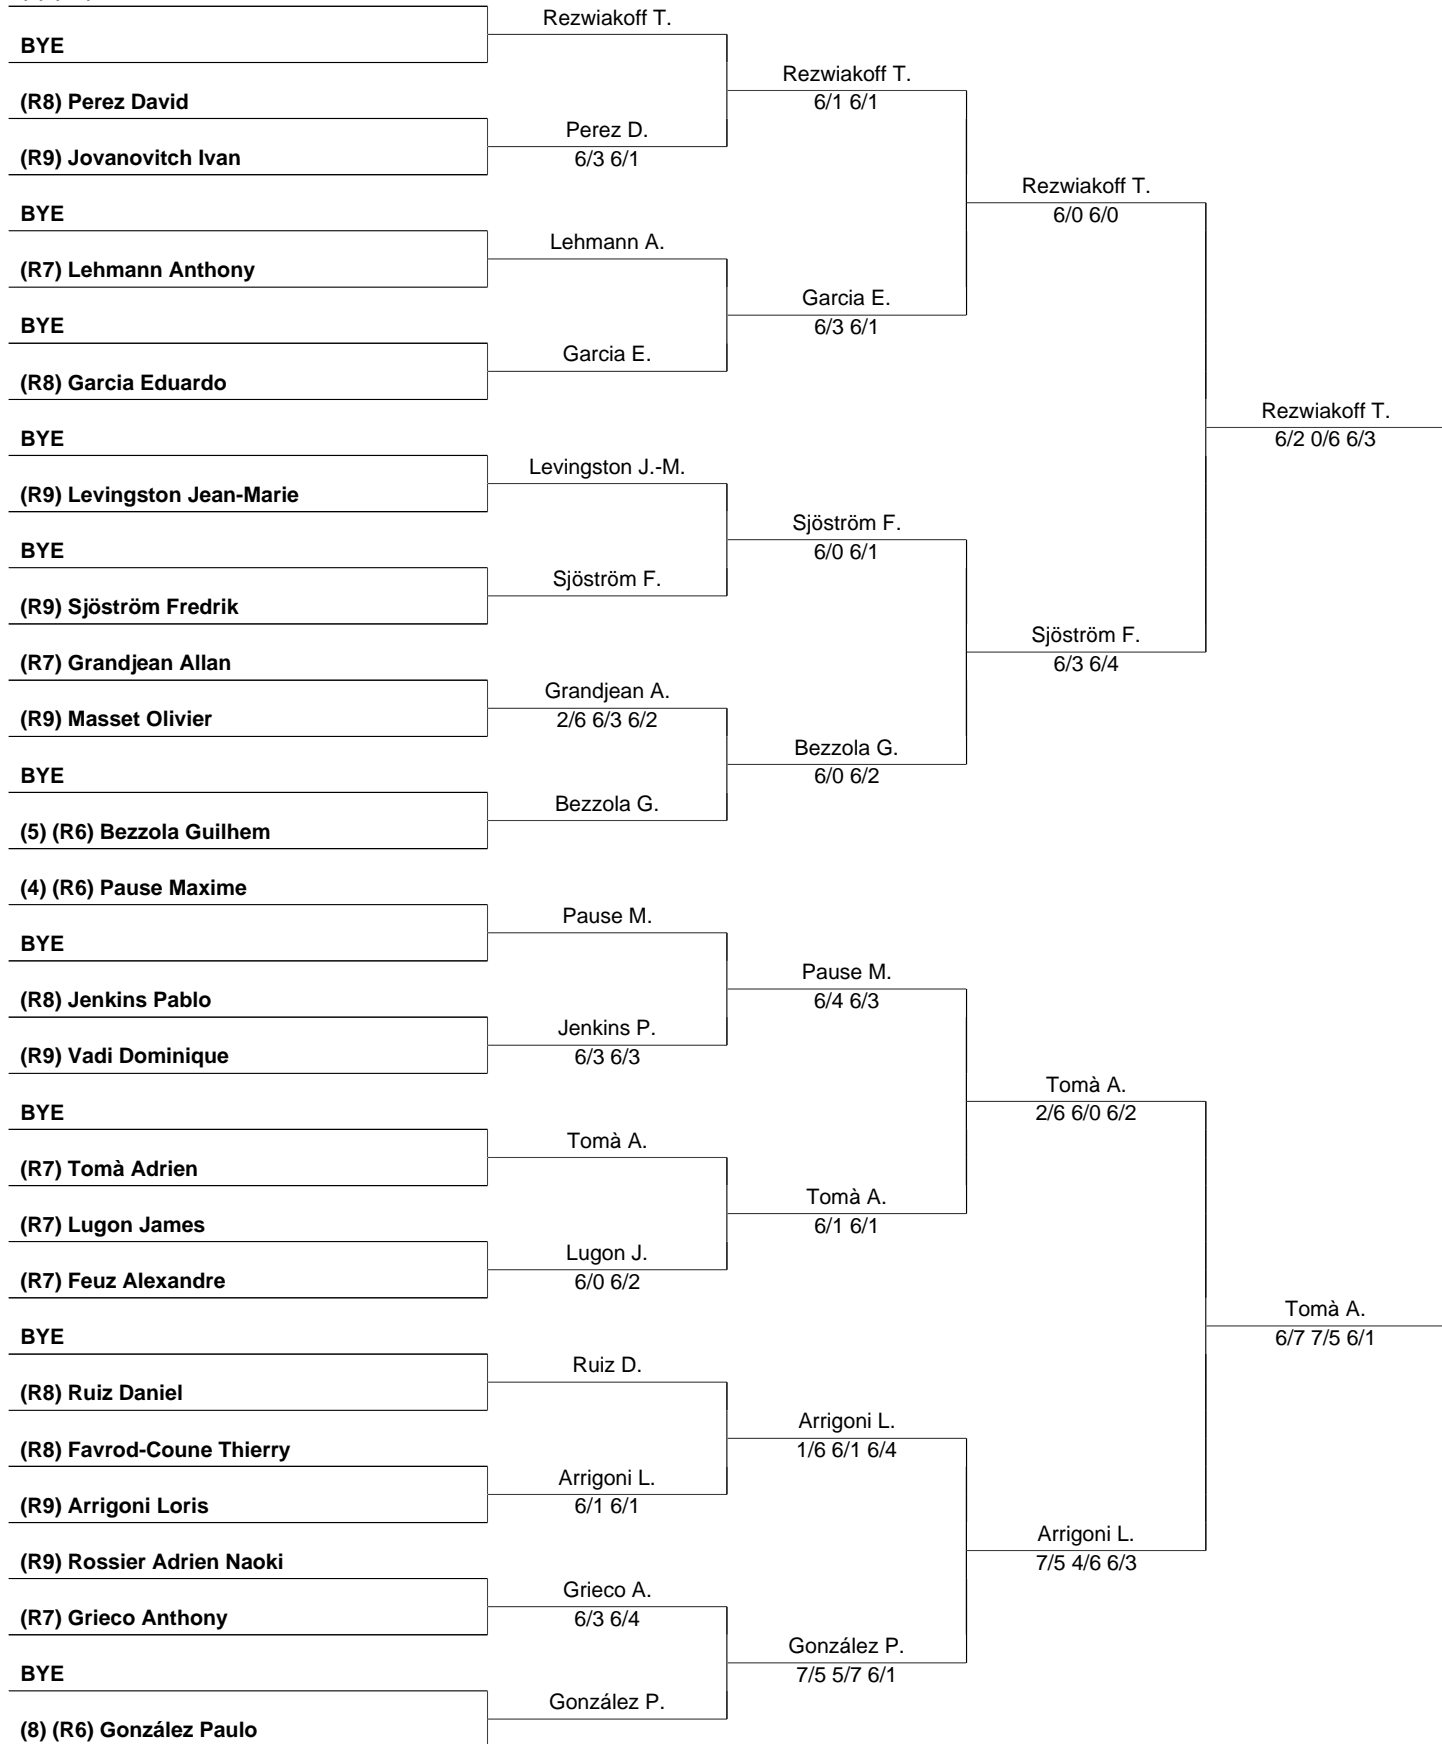 Rezwiakoff T.
BYE
Rezwiakoff T.
6/1 6/1
(R8) Perez David
Perez D.
6/3 6/1
(R9) Jovanovitch Ivan
Rezwiakoff T.
6/0 6/0
BYE
Lehmann A.
(R7) Lehmann Anthony
Garcia E.
6/3 6/1
BYE
Garcia E.
(R8) Garcia Eduardo
Rezwiakoff T.
6/2 0/6 6/3
BYE
Levingston J.-M.
(R9) Levingston Jean-Marie
Sjöström F.
6/0 6/1
BYE
Sjöström F.
(R9) Sjöström Fredrik
Sjöström F.
6/3 6/4
(R7) Grandjean Allan
Grandjean A.
2/6 6/3 6/2
(R9) Masset Olivier
Bezzola G.
6/0 6/2
BYE
Bezzola G.
(5) (R6) Bezzola Guilhem
(4) (R6) Pause Maxime
Pause M.
BYE
Pause M.
6/4 6/3
(R8) Jenkins Pablo
Jenkins P.
6/3 6/3
(R9) Vadi Dominique
Tomà A.
2/6 6/0 6/2
BYE
Tomà A.
(R7) Tomà Adrien
Tomà A.
6/1 6/1
(R7) Lugon James
Lugon J.
6/0 6/2
(R7) Feuz Alexandre
Tomà A.
6/7 7/5 6/1
BYE
Ruiz D.
(R8) Ruiz Daniel
Arrigoni L.
1/6 6/1 6/4
(R8) Favrod-Coune Thierry
Arrigoni L.
6/1 6/1
(R9) Arrigoni Loris
Arrigoni L.
7/5 4/6 6/3
(R9) Rossier Adrien Naoki
Grieco A.
6/3 6/4
(R7) Grieco Anthony
González P.
7/5 5/7 6/1
BYE
González P.
(8) (R6) González Paulo